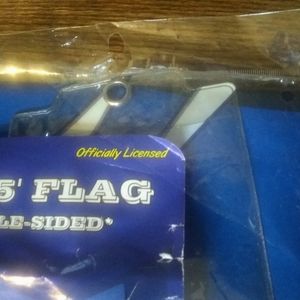 Officially Licensed
5' FLAG
LE-SIDED*